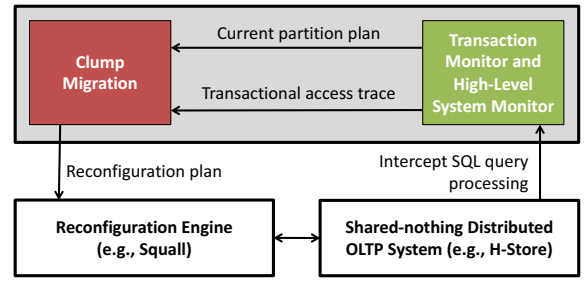 Clump
Migration
Current partition plan
Transactional access trace
Transaction
Monitor and
High-Level
System Monitor
Reconfiguration plan
Intercept SQL query
processing
Reconfiguration Engine
(e.g., Squall)
Shared-nothing Distributed
OLTP System (e.g., H-Store)